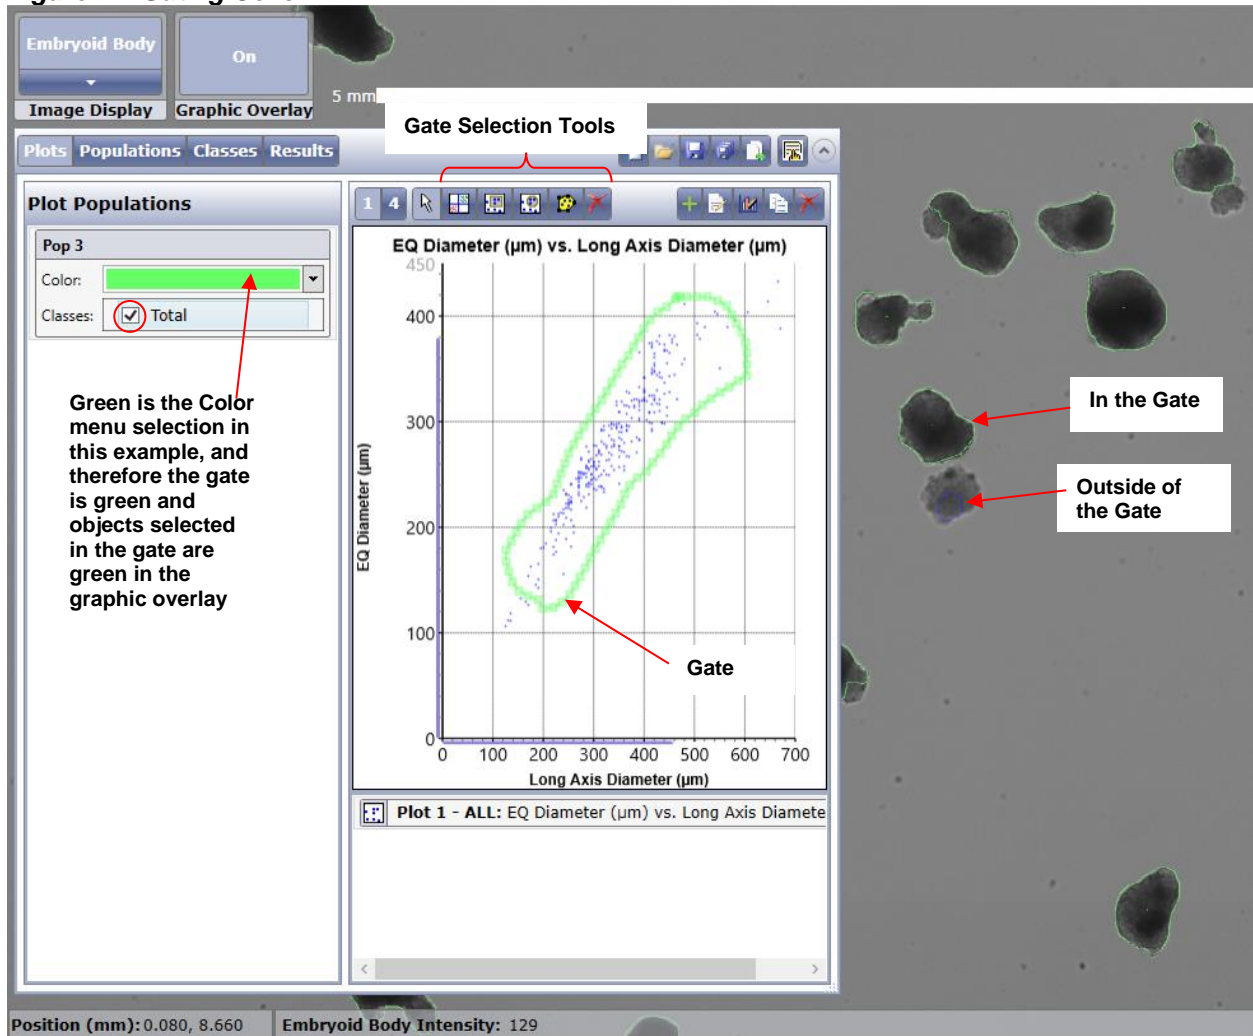 Embryoid Body
On
Image Display
Graphic Overlay
5 mm
Gate Selection Tools
Plots Populations Classes Results
Plot Populations
1 4
Pop 3
Color:
Classes: Total
Green is the Color
menu selection in
this example, and
therefore the gate
is green and
objects selected
in the gate are
green in the
graphic overlay
EQ Diameter (µm) vs. Long Axis Diameter (µm)
450
400
300
200
100
0
EQ Diameter (µm)
0 100 200 300 400 500 600 700
Long Axis Diameter (µm)
Gate
In the Gate
Outside of
the Gate
Plot 1 - ALL: EQ Diameter (µm) vs. Long Axis Diamete
Position (mm): 0.080, 8.660
Embryoid Body Intensity: 129